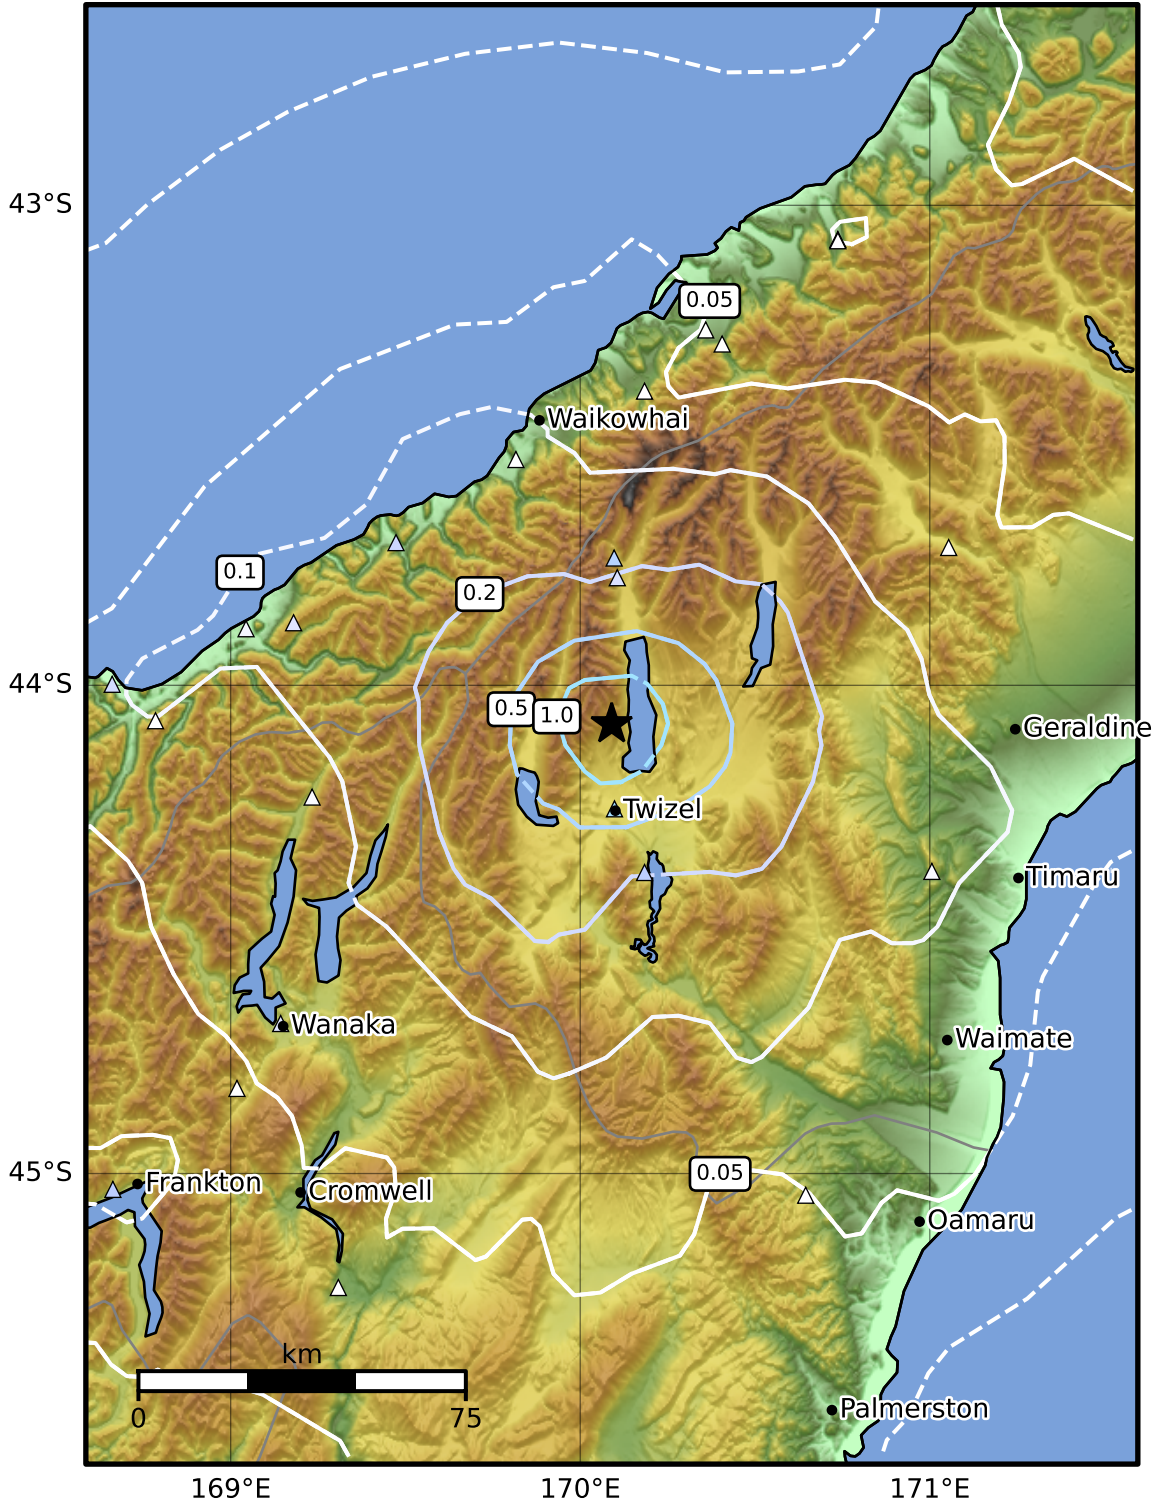 43°S
0.05
Waikowhai
0.1
0.2
44°S
0.5
1.0
Geraldine
Twizel
Timaru
Wanaka
Waimate
45°S
0.05
Frankton
Cromwell
Oamaru
km
0
75
Palmerston
169°E
170°E
171°E